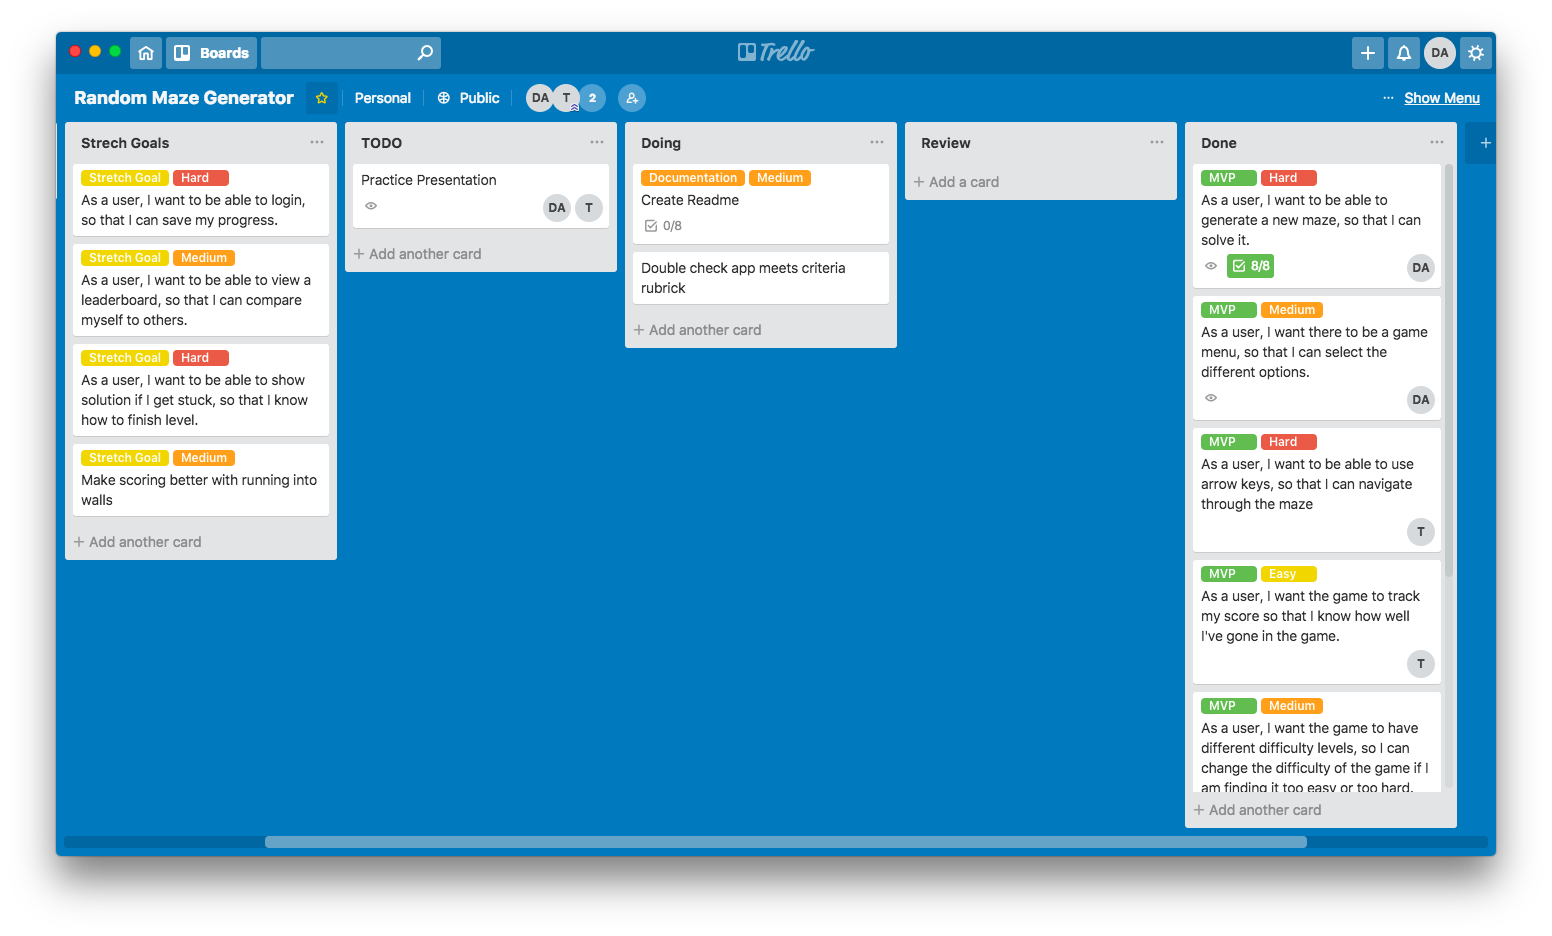 Boards
Trello
DA
Random Maze Generator
Personal
Public
DA
T
2
... Show Menu
Strech Goals
Stretch Goal Hard
As a user, I want to be able to login,
so that I can save my progress.
Stretch Goal Medium
As a user, I want to be able to view a
leaderboard, so that I can compare
myself to others.
Stretch Goal Hard
As a user, I want to be able to show
solution if I get stuck, so that I know
how to finish level.
Stretch Goal Medium
Make scoring better with running into
walls
+ Add another card
TODO
Practice Presentation
DA T
+ Add another card
Doing
Documentation Medium
Create Readme
0/8
Double check app meets criteria
rubrick
+ Add another card
Review
+ Add a card
Done
MVP Hard
As a user, I want to be able to
generate a new maze, so that I can
solve it.
8/8
DA
MVP Medium
As a user, I want there to be a game
menu, so that I can select the
different options.
DA
MVP Hard
As a user, I want to be able to use
arrow keys, so that I can navigate
through the maze
T
MVP Easy
As a user, I want the game to track
my score so that I know how well
I've gone in the game.
T
MVP Medium
As a user, I want the game to have
different difficulty levels, so I can
change the difficulty of the game if I
am finding it too easy or too hard.
+ Add another card